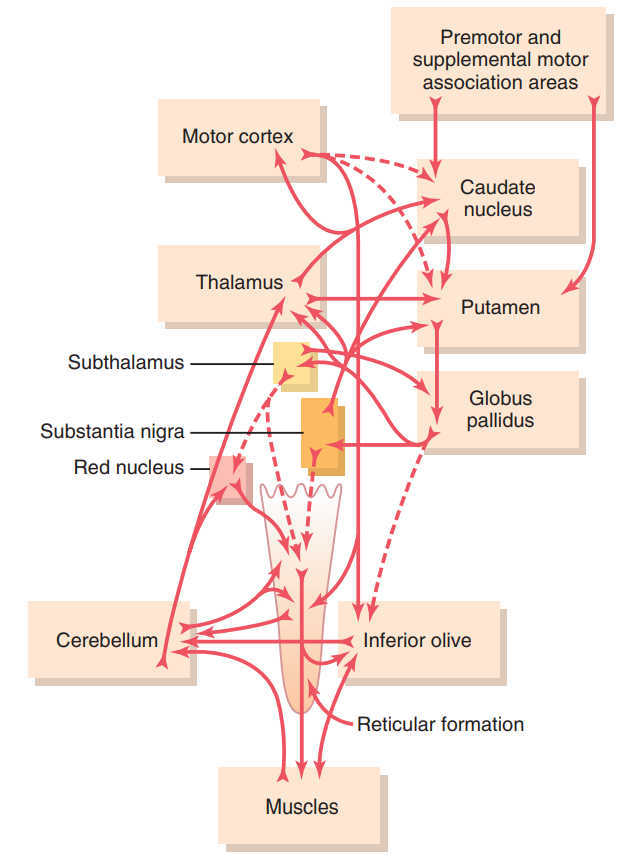 Premotor and
supplemental motor
association areas
Motor cortex
Caudate
nucleus
Thalamus
Putamen
Subthalamus
Globus
pallidus
Substantia nigra
Red nucleus
Cerebellum
Inferior olive
Reticular formation
Muscles